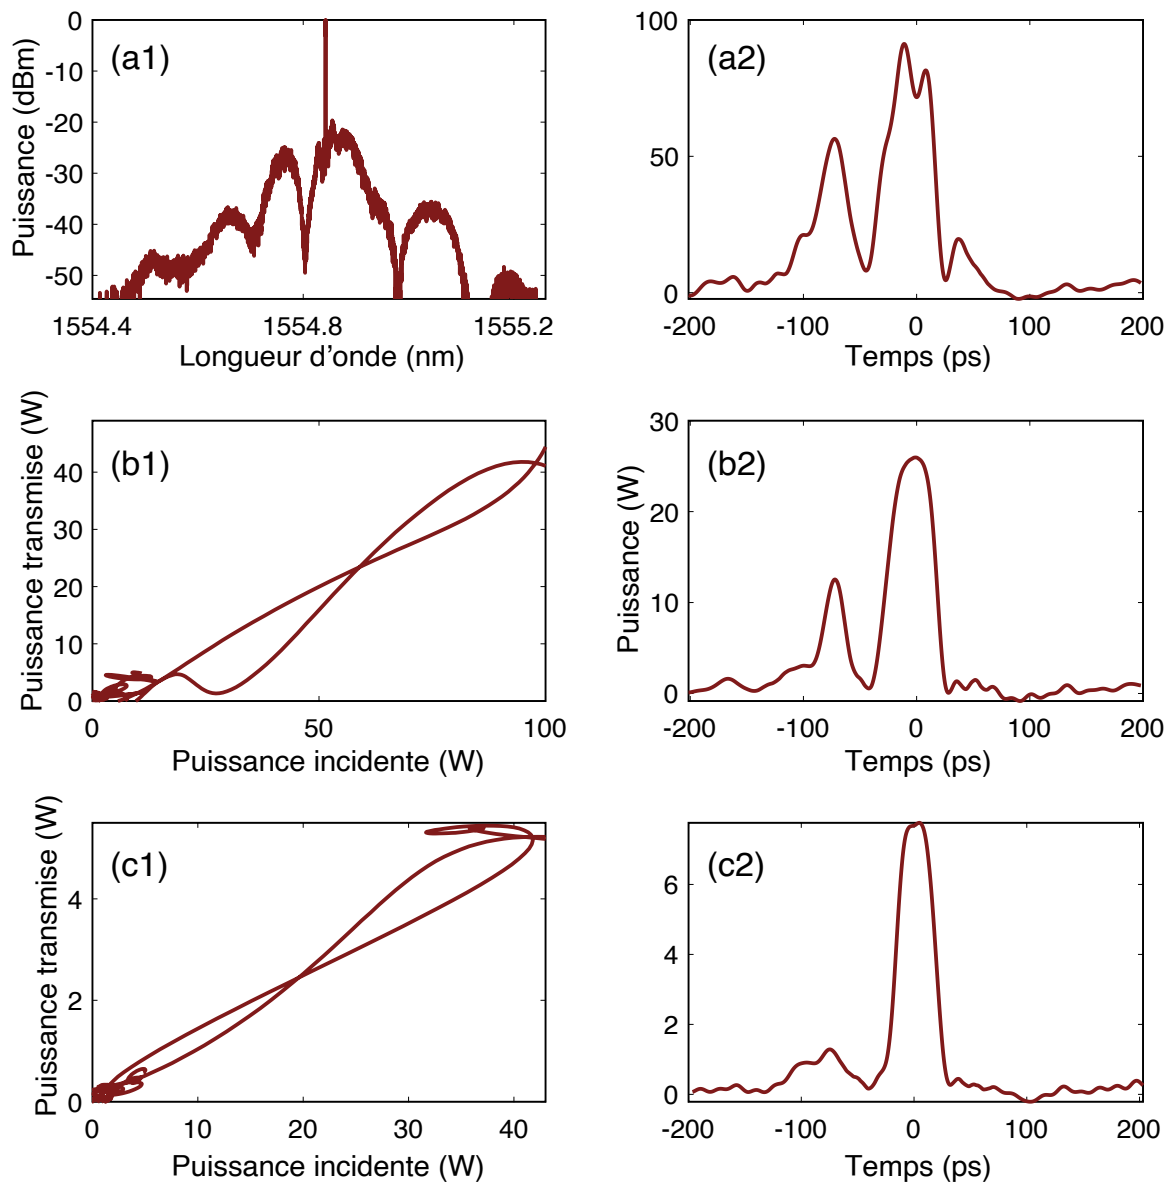 (a1)
Puissance (dBm)
0
-10
-20
-30
-40
-50
1554.4 1554.8 1555.2
Longueur d'onde (nm)
(a2)
100
50
0
-200 -100 0 100 200
Temps (ps)
(b1)
Puissance transmise (W)
40
30
20
10
0
0 50 100
Puissance incidente (W)
(b2)
Puissance (W)
30
20
10
0
-200 -100 0 100 200
Temps (ps)
(c1)
Puissance transmise (W)
4
2
0
0 10 20 30 40
Puissance incidente (W)
(c2)
6
4
2
0
-200 -100 0 100 200
Temps (ps)